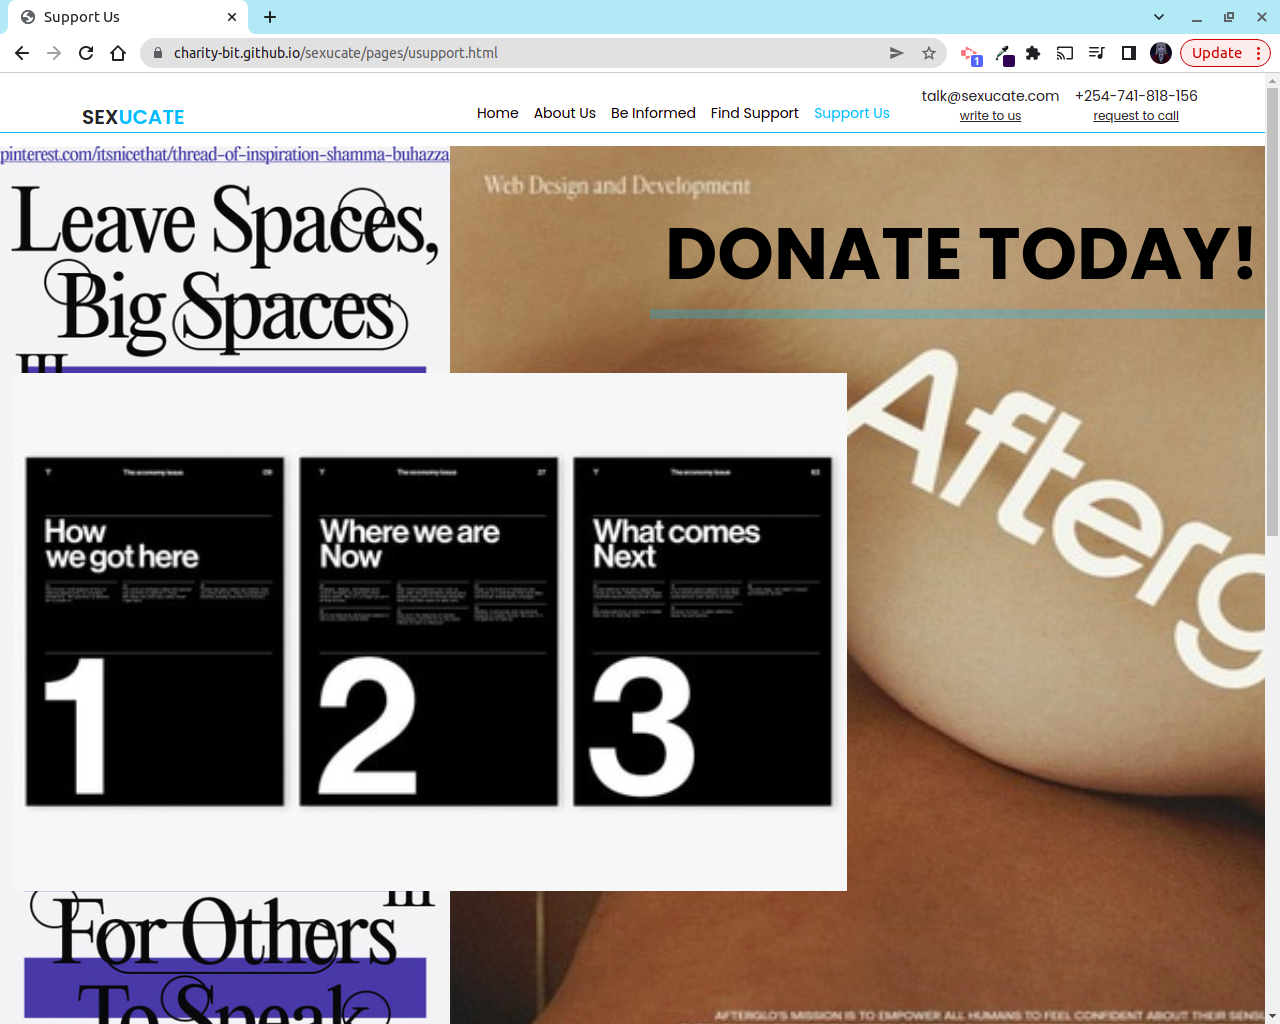 Support Us
charity-bit.github.io/sexucate/pages/usupport.html
1
Update
SEXUCATE
Home
About Us
Be Informed
Find Support
Support Us
talk@sexucate.com
write to us
+254-741-818-156
request to call
pinterest.com/itsnicethat/thread-of-inspiration-shamma-buhazza
Leave Spaces,
Big Spaces
Web Design and Development
DONATE TODAY!
Afterg
The economy issue
09
How
we got here
1
The economy issue
27
Where we are
Now
2
The economy issue
63
What comes
Next
3
For Others
To Speak
AFTERGLO'S MISSION IS TO EMPOWER ALL HUMANS TO FEEL CONFIDENT ABOUT THEIR